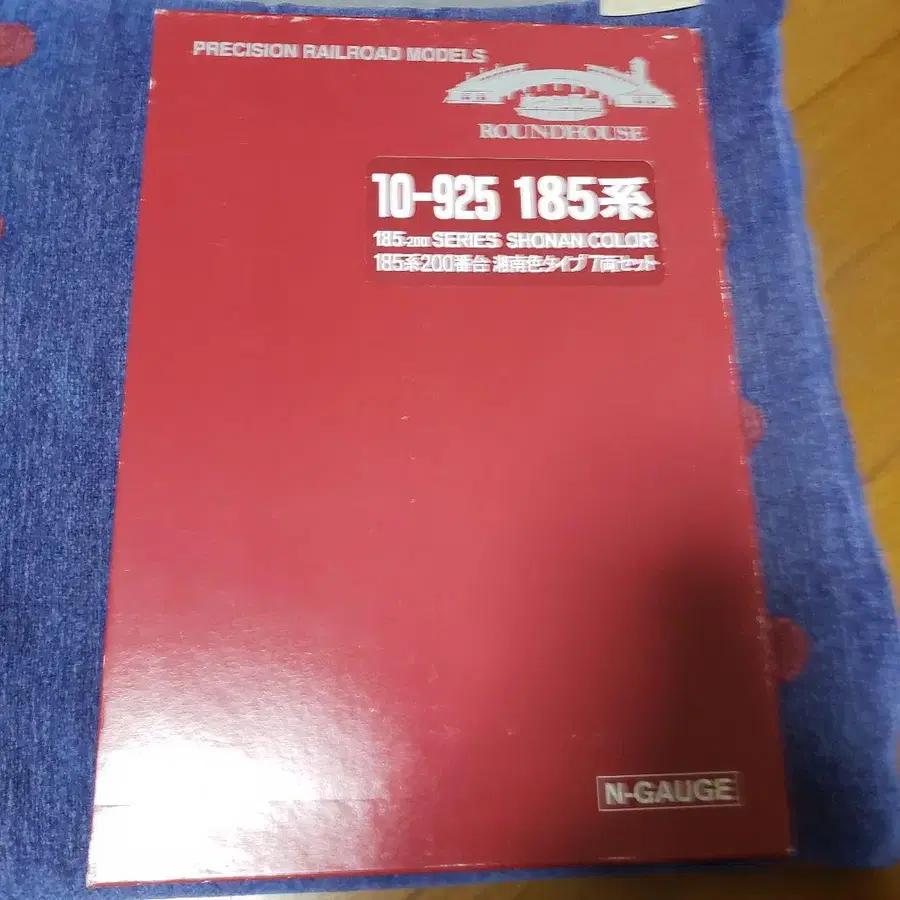 PRECISION RAILROAD MODELS
ROUNDHOUSE
10-925 185系
185-200 SERIES SHONAN COLOR
185系200番台 湘南色タイプ 7両セット
N-GAUGE